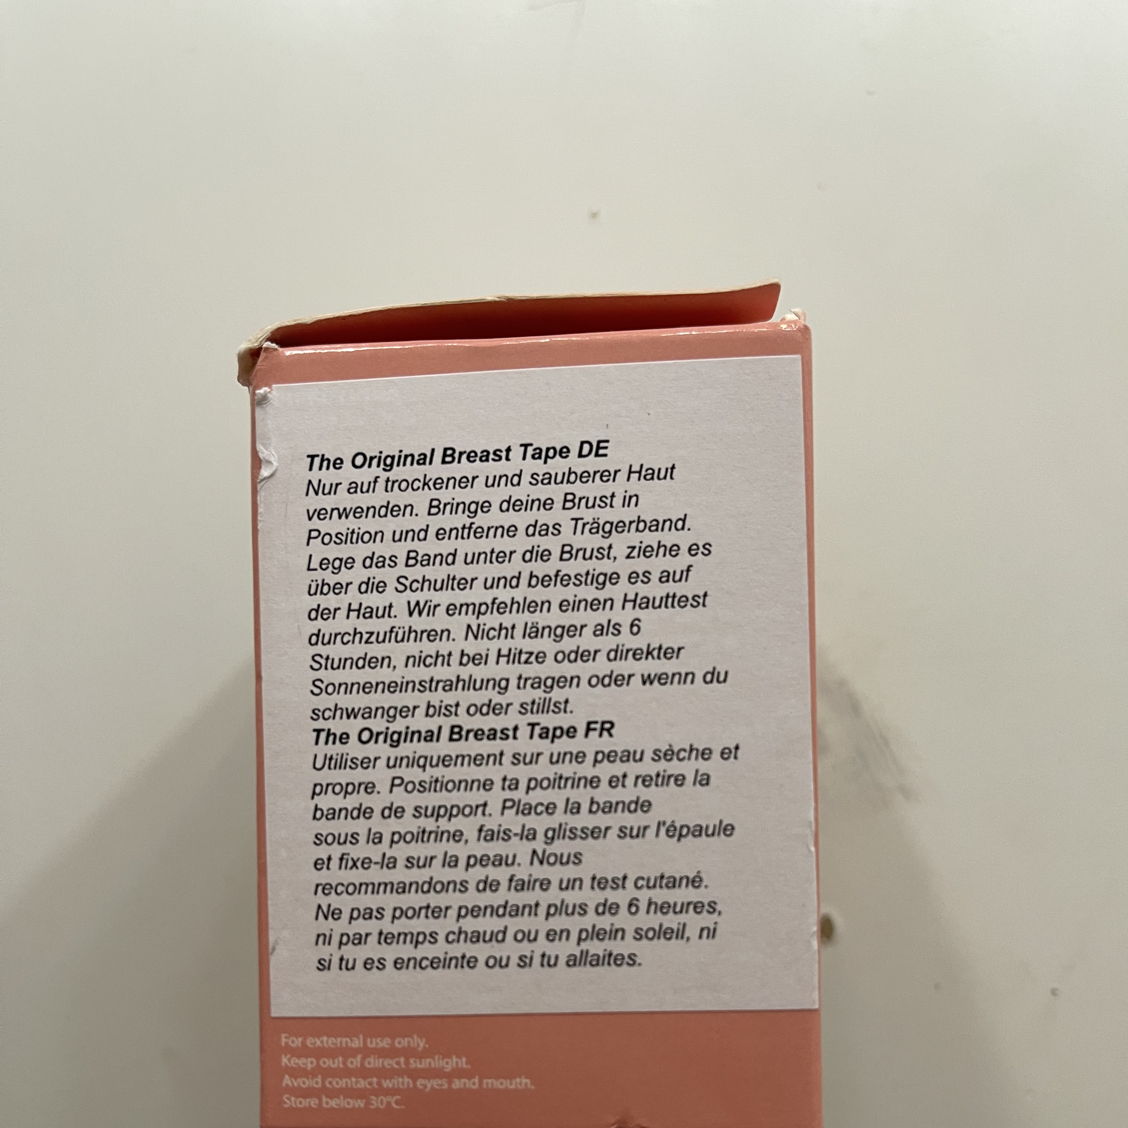 The Original Breast Tape DE
Nur auf trockener und sauberer Haut
verwenden. Bringe deine Brust in
Position und entferne das Trägerband.
Lege das Band unter die Brust, ziehe es
über die Schulter und befestige es auf
der Haut. Wir empfehlen einen Hauttest
durchzuführen. Nicht länger als 6
Stunden, nicht bei Hitze oder direkter
Sonneneinstrahlung tragen oder wenn du
schwanger bist oder stillst.
The Original Breast Tape FR
Utiliser uniquement sur une peau sèche et
propre. Positionne ta poitrine et retire la
bande de support. Place la bande
sous la poitrine, fais-la glisser sur l'épaule
et fixe-la sur la peau. Nous
recommandons de faire un test cutané.
Ne pas porter pendant plus de 6 heures,
ni par temps chaud ou en plein soleil, ni
si tu es enceinte ou si tu allaites.
For external use only.
Keep out of direct sunlight.
Avoid contact with eyes and mouth.
Store below 30°C.